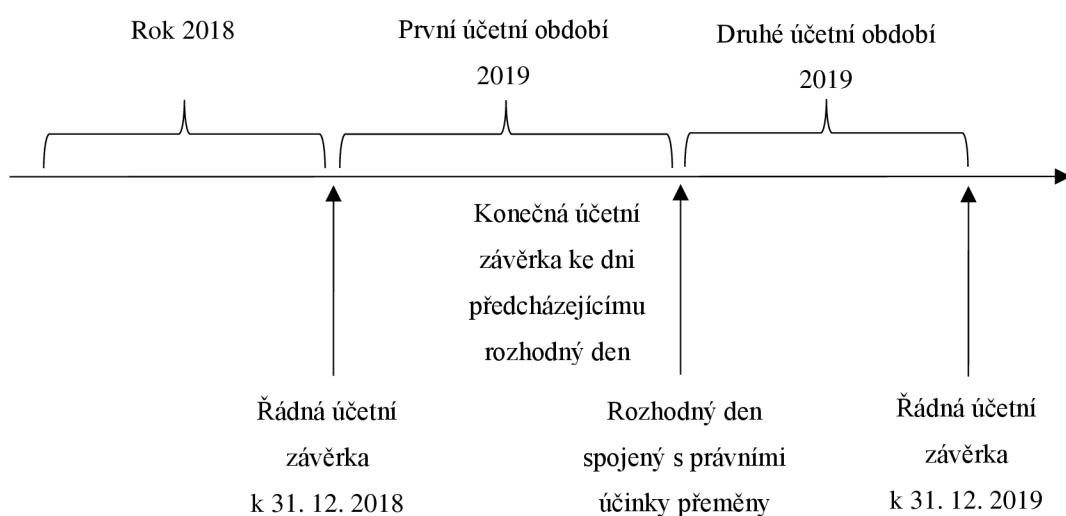 Rok 2018
První účetní období
2019
Druhé účetní období
2019
Konečná účetní
závěrka ke dni
předcházejícímu
rozhodný den
Řádná účetní
závěrka
k 31. 12. 2018
Rozhodný den
spojený s právními
účinky přeměny
Řádná účetní
závěrka
k 31. 12. 2019